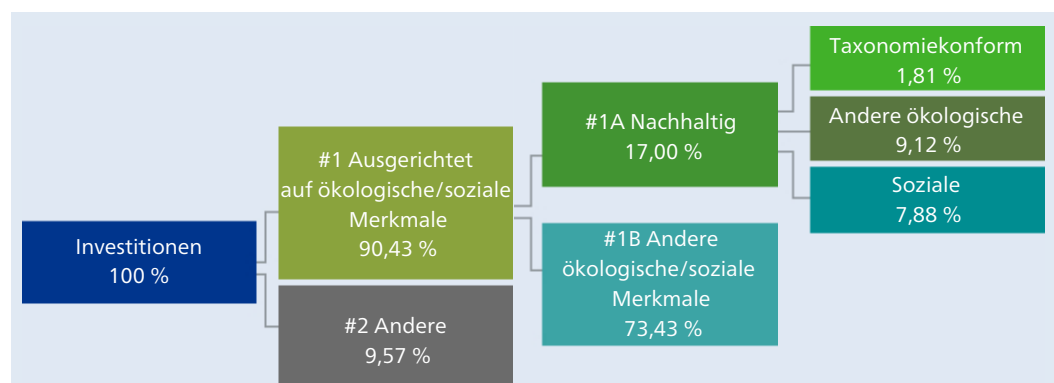 Investitionen
100 %
#1 Ausgerichtet
auf ökologische/soziale
Merkmale
90,43 %
#2 Andere
9,57 %
#1A Nachhaltig
17,00 %
#1B Andere
ökologische/soziale
Merkmale
73,43 %
Taxonomiekonform
1,81 %
Andere ökologische
9,12 %
Soziale
7,88 %